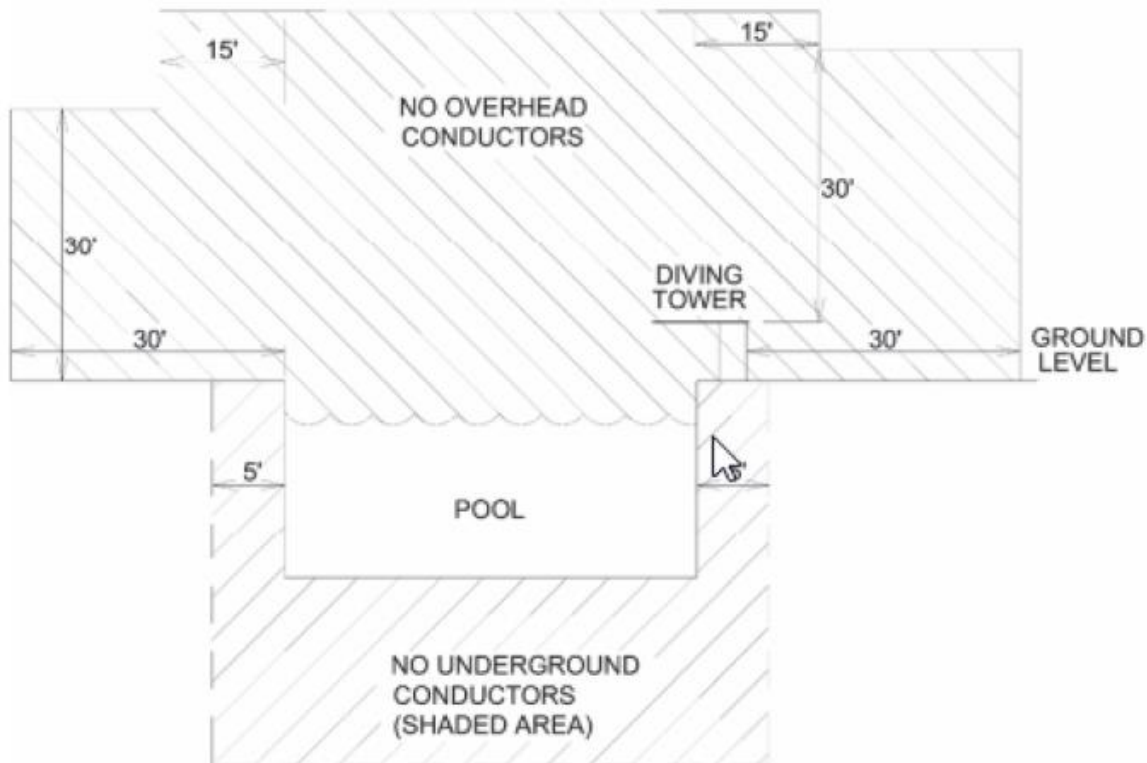 15'
15'
NO OVERHEAD
CONDUCTORS
30'
30'
DIVING
TOWER
30'
30'
GROUND
LEVEL
5'
POOL
NO UNDERGROUND
CONDUCTORS
(SHADED AREA)